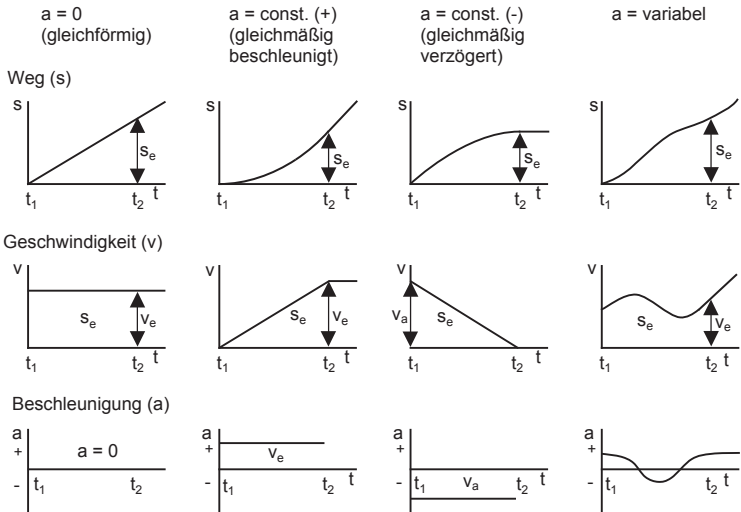 a = 0
(gleichförmig)
a = const. (+)
(gleichmäßig
beschleunigt)
a = const. (-)
(gleichmäßig
verzögert)
a = variabel
Weg (s)
s
sₑ
t₁
t₂ t
s
sₑ
t₁
t₂ t
s
sₑ
t₁
t₂ t
s
sₑ
t₁
t₂ t
Geschwindigkeit (v)
v
sₑ
vₑ
t₁
t₂ t
v
sₑ
vₑ
t₁
t₂ t
v
vₐ
sₑ
t₁
t₂ t
v
sₑ
vₑ
t₁
t₂ t
Beschleunigung (a)
a
+
a = 0
-
t₁
t₂
a
+
vₑ
-
t₁
t₂ t
a
+
-
t₁
vₐ
t₂ t
a
+
-
t₁
t₂ t